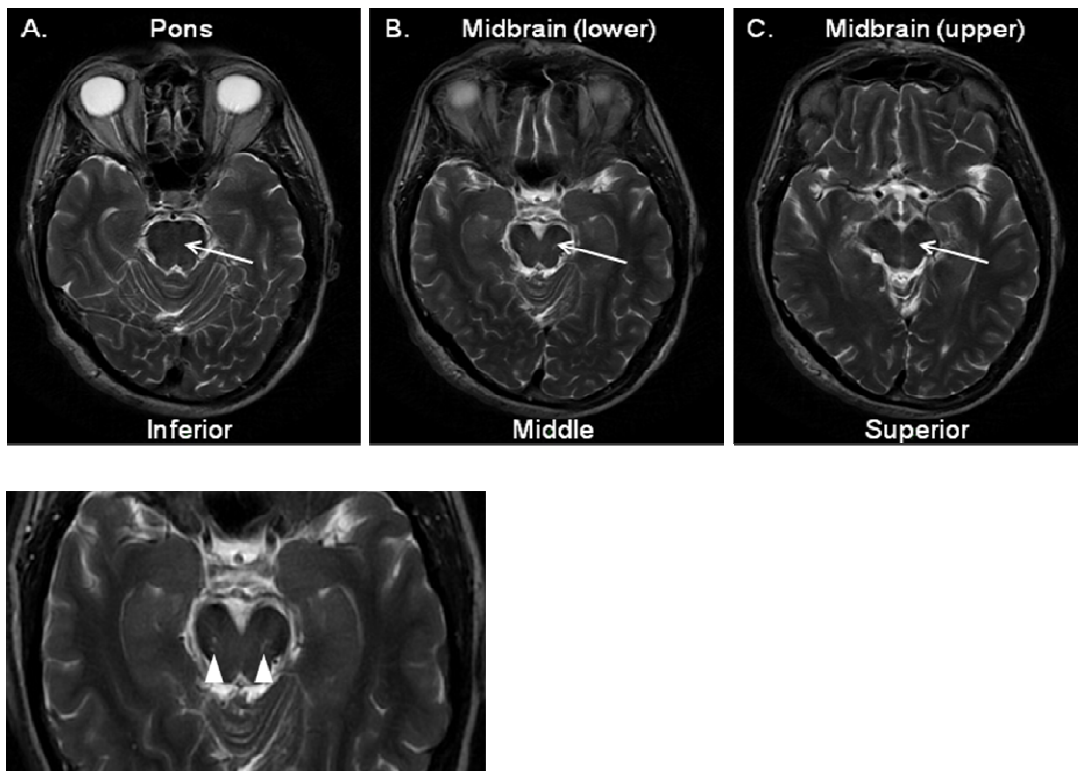 A. Pons
B. Midbrain (lower)
C. Midbrain (upper)
Inferior
Middle
Superior